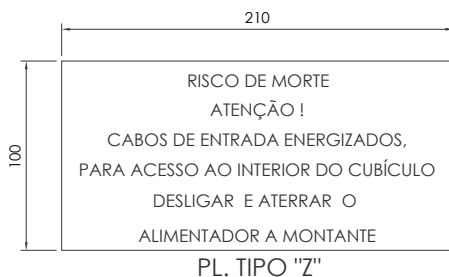 210
100
RISCO DE MORTE
ATENÇÃO !
CABOS DE ENTRADA ENERGIZADOS,
PARA ACESSO AO INTERIOR DO CUBÍCULO
DESLIGAR E ATERRAR O
ALIMENTADOR A MONTANTE
PL. TIPO "Z"